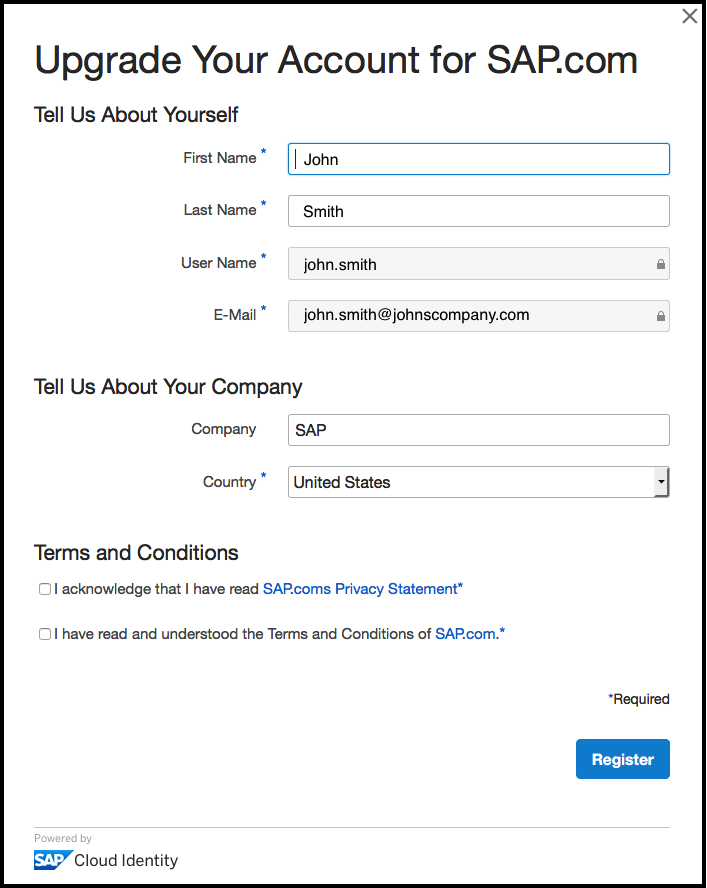 Upgrade Your Account for SAP.com
Tell Us About Yourself
First Name * John
Last Name * Smith
User Name * john.smith
E-Mail * john.smith@johnscompany.com
Tell Us About Your Company
Company SAP
Country * United States
Terms and Conditions
I acknowledge that I have read SAP.coms Privacy Statement*
I have read and understood the Terms and Conditions of SAP.com.*
*Required
Register
Powered by
SAP Cloud Identity